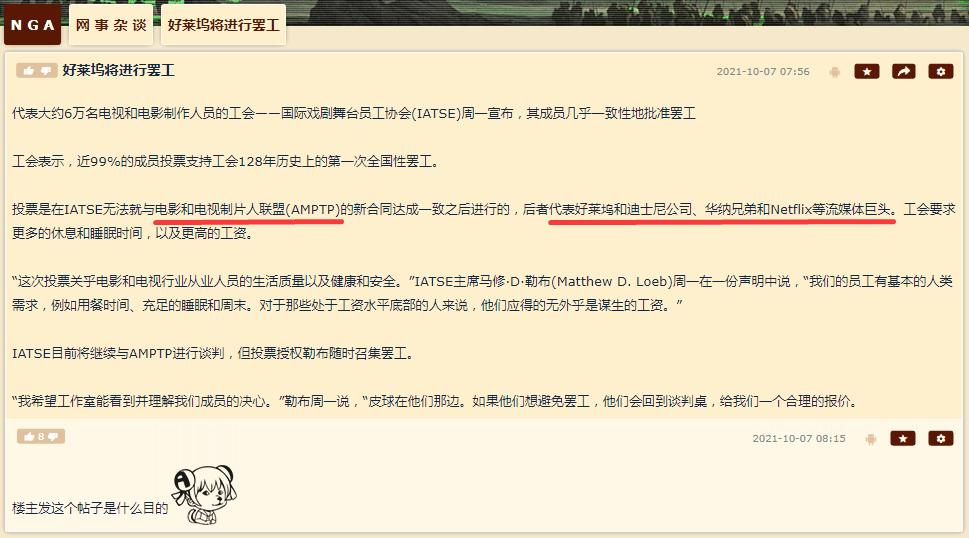 NGA 网事杂谈 好莱坞将进行罢工
好莱坞将进行罢工 2021-10-07 07:56
代表大约6万名电视和电影制作人员的工会——国际戏剧舞台员工协会(IATSE)周一宣布，其成员几乎一致性地批准罢工
工会表示，近99%的成员投票支持工会128年历史上的第一次全国性罢工。
投票是在IATSE无法就与电影和电视制片人联盟(AMPTP)的新合同达成一致之后进行的，后者代表好莱坞和迪士尼公司、华纳兄弟和Netflix等流媒体巨头。工会要求
更多的休息和睡眠时间，以及更高的工资。
“这次投票关乎电影和电视行业从业人员的生活质量以及健康和安全。”IATSE主席马修·D·勒布(Matthew D. Loeb)周一在一份声明中说，“我们的员工有基本的人类
需求，例如用餐时间、充足的睡眠和周末。对于那些处于工资水平底部的人来说，他们应得的无外乎是谋生的工资。”
IATSE目前将继续与AMPTP进行谈判，但投票授权勒布随时召集罢工。
“我希望工作室能看到并理解我们成员的决心。”勒布周一说，“皮球在他们那边。如果他们想避免罢工，他们会回到谈判桌，给我们一个合理的报价。
8 2021-10-07 08:15
楼主发这个帖子是什么目的